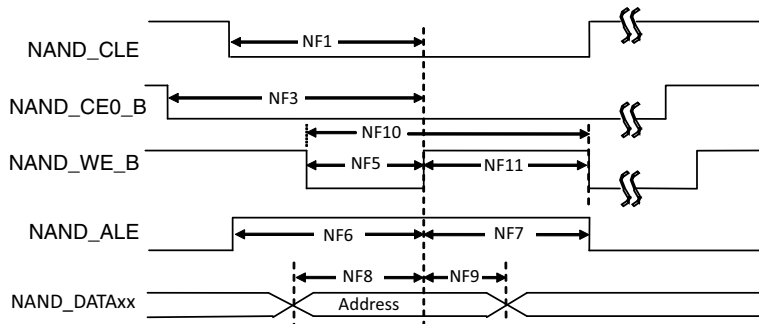 NAND_CLE
NF1
NAND_CE0_B
NF3
NF10
NAND_WE_B
NF5
NF11
NAND_ALE
NF6
NF7
NF8
NF9
NAND_DATAxx
Address